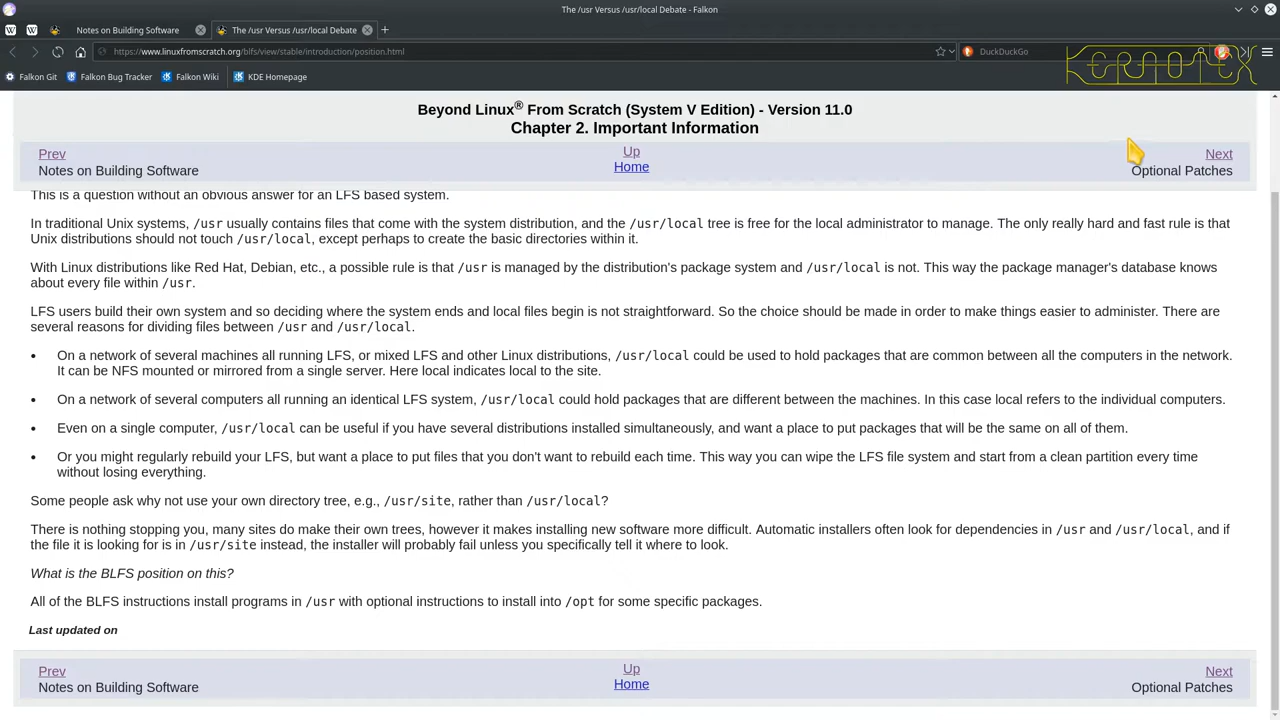 The /usr Versus /usr/local Debate - Falkon
Notes on Building Software
The /usr Versus /usr/local Debate
https://www.linuxfromscratch.org/blfs/view/stable/introduction/position.html
DuckDuckGo
Falkon Git
Falkon Bug Tracker
Falkon Wiki
KDE Homepage
KERNOTEX
Beyond Linux® From Scratch (System V Edition) - Version 11.0
Chapter 2. Important Information
Prev
Up
Next
Notes on Building Software
Home
Optional Patches
This is a question without an obvious answer for an LFS based system.
In traditional Unix systems, /usr usually contains files that come with the system distribution, and the /usr/local tree is free for the local administrator to manage. The only really hard and fast rule is that
Unix distributions should not touch /usr/local, except perhaps to create the basic directories within it.
With Linux distributions like Red Hat, Debian, etc., a possible rule is that /usr is managed by the distribution's package system and /usr/local is not. This way the package manager's database knows
about every file within /usr.
LFS users build their own system and so deciding where the system ends and local files begin is not straightforward. So the choice should be made in order to make things easier to administer. There are
several reasons for dividing files between /usr and /usr/local.
• On a network of several machines all running LFS, or mixed LFS and other Linux distributions, /usr/local could be used to hold packages that are common between all the computers in the network.
It can be NFS mounted or mirrored from a single server. Here local indicates local to the site.
• On a network of several computers all running an identical LFS system, /usr/local could hold packages that are different between the machines. In this case local refers to the individual computers.
• Even on a single computer, /usr/local can be useful if you have several distributions installed simultaneously, and want a place to put packages that will be the same on all of them.
• Or you might regularly rebuild your LFS, but want a place to put files that you don't want to rebuild each time. This way you can wipe the LFS file system and start from a clean partition every time
without losing everything.
Some people ask why not use your own directory tree, e.g., /usr/site, rather than /usr/local?
There is nothing stopping you, many sites do make their own trees, however it makes installing new software more difficult. Automatic installers often look for dependencies in /usr and /usr/local, and if
the file it is looking for is in /usr/site instead, the installer will probably fail unless you specifically tell it where to look.
What is the BLFS position on this?
All of the BLFS instructions install programs in /usr with optional instructions to install into /opt for some specific packages.
Last updated on
Prev
Up
Next
Notes on Building Software
Home
Optional Patches